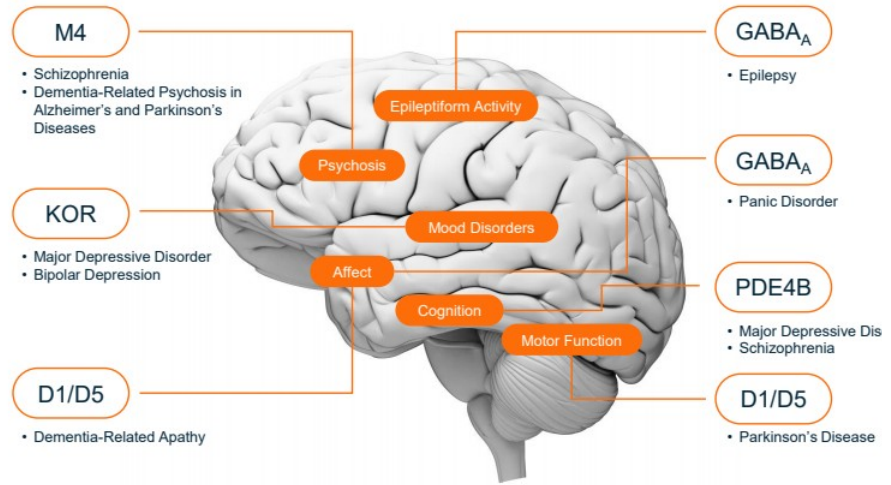 M4
• Schizophrenia
• Dementia-Related Psychosis in
Alzheimer's and Parkinson's
Diseases
KOR
• Major Depressive Disorder
• Bipolar Depression
D1/D5
• Dementia-Related Apathy
Epileptiform Activity
Psychosis
Mood Disorders
Affect
Cognition
Motor Function
GABAA
• Epilepsy
GABAA
• Panic Disorder
PDE4B
• Major Depressive Dis
• Schizophrenia
D1/D5
• Parkinson's Disease